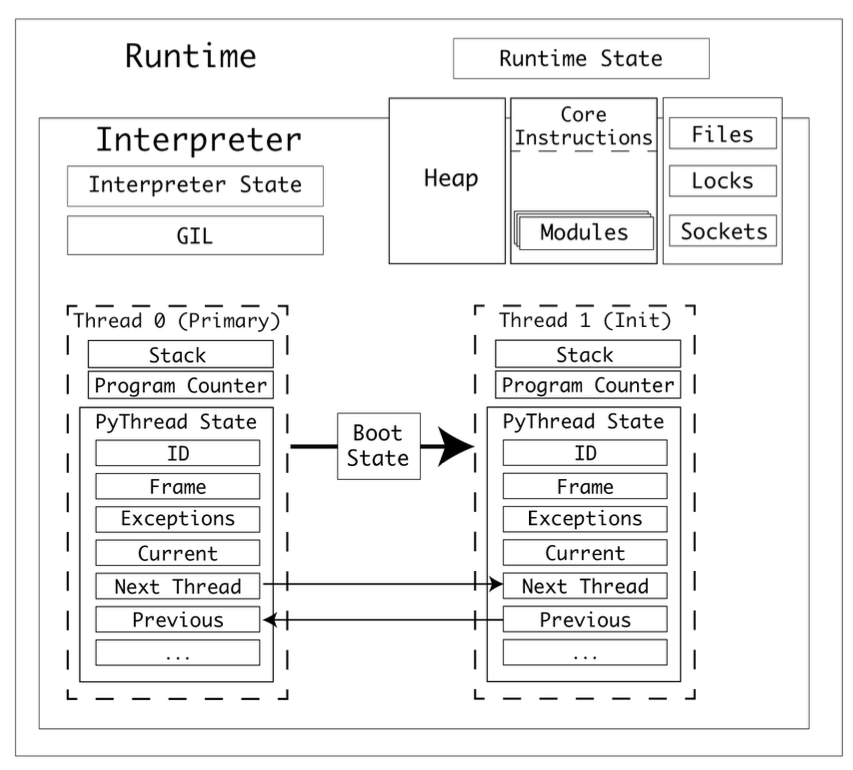 Runtime
Runtime State
Interpreter
Interpreter State
GIL
Heap
Core
Instructions
Modules
Files
Locks
Sockets
Thread 0 (Primary)
Stack
Program Counter
PyThread State
ID
Frame
Exceptions
Current
Next Thread
Previous
...
Boot
State
Thread 1 (Init)
Stack
Program Counter
PyThread State
ID
Frame
Exceptions
Current
Next Thread
Previous
...